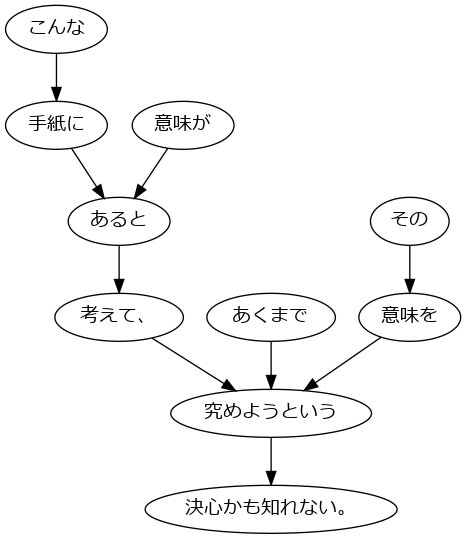 こんな
手紙に
意味が
あると
その
考えて、
あくまで
意味を
究めようという
決心かも知れない。